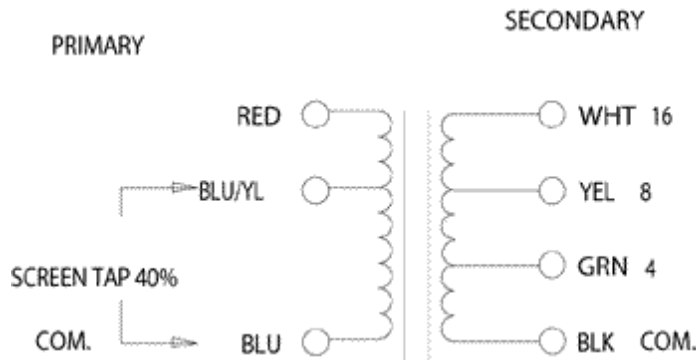 PRIMARY
SECONDARY
RED
WHT 16
BLU/YL
YEL 8
SCREEN TAP 40%
GRN 4
COM.
BLU
BLK COM.